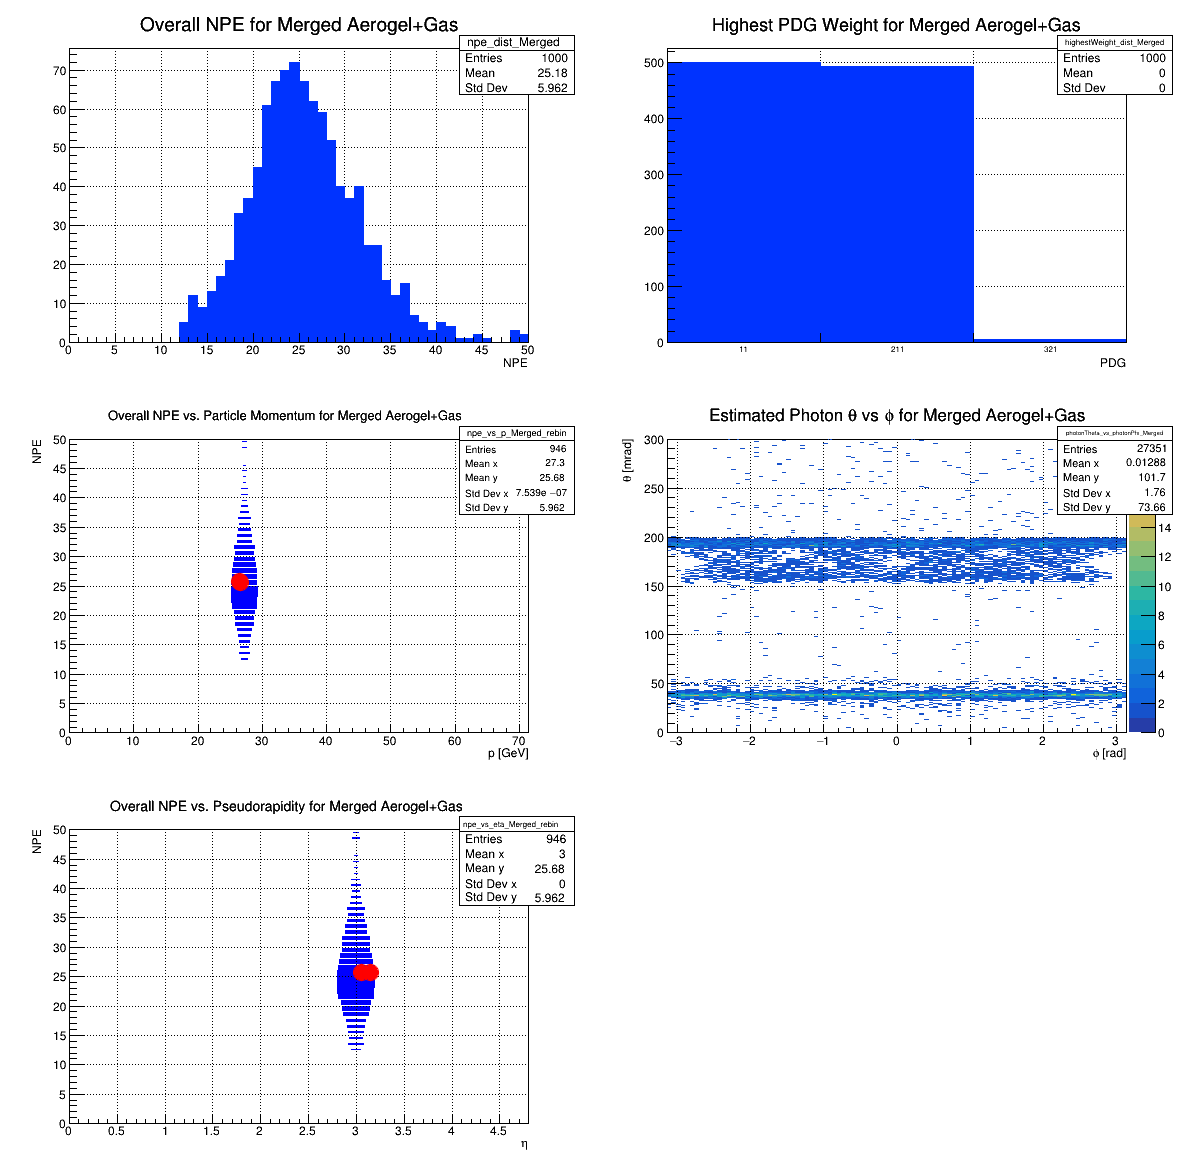 Overall NPE for Merged Aerogel+Gas
npe_dist_Merged
Entries 1000
Mean 25.18
Std Dev 5.962
70
60
50
40
30
20
10
0
0 5 10 15 20 25 30 35 40 45 50
NPE
Highest PDG Weight for Merged Aerogel+Gas
highestWeight_dist_Merged
Entries 1000
Mean 0
Std Dev 0
500
400
300
200
100
0
11 211 321
PDG
Overall NPE vs. Particle Momentum for Merged Aerogel+Gas
npe_vs_p_Merged_rebin
Entries 946
Mean x 27.3
Mean y 25.68
Std Dev x 7.539e −07
Std Dev y 5.962
NPE
50
45
40
35
30
25
20
15
10
5
0
0 10 20 30 40 50 60 70
p [GeV]
Estimated Photon θ vs ϕ for Merged Aerogel+Gas
photonTheta_vs_photonPhi_Merged
Entries 27351
Mean x 0.01288
Mean y 101.7
Std Dev x 1.76
Std Dev y 73.66
θ [mrad]
300
250
200
150
100
50
0
−3 −2 −1 0 1 2 3
ϕ [rad]
14
12
10
8
6
4
2
0
Overall NPE vs. Pseudorapidity for Merged Aerogel+Gas
npe_vs_eta_Merged_rebin
Entries 946
Mean x 3
Mean y 25.68
Std Dev x 0
Std Dev y 5.962
NPE
50
45
40
35
30
25
20
15
10
5
0
0 0.5 1 1.5 2 2.5 3 3.5 4 4.5
η